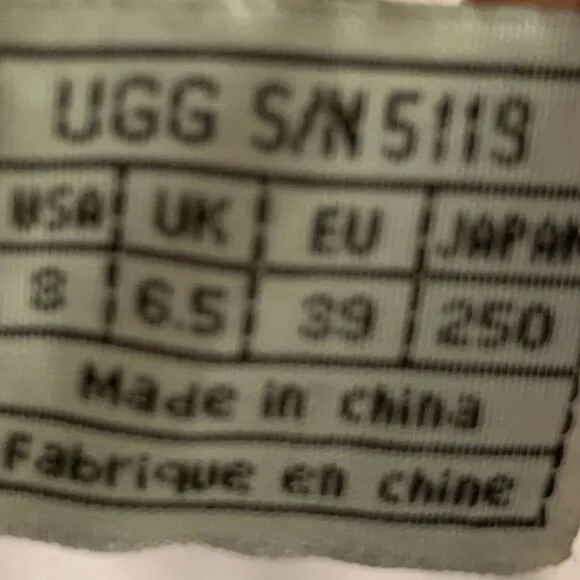 UGG S/N 5119
USA UK EU JAPAN
8 6.5 39 250
Made in china
Fabrique en chine